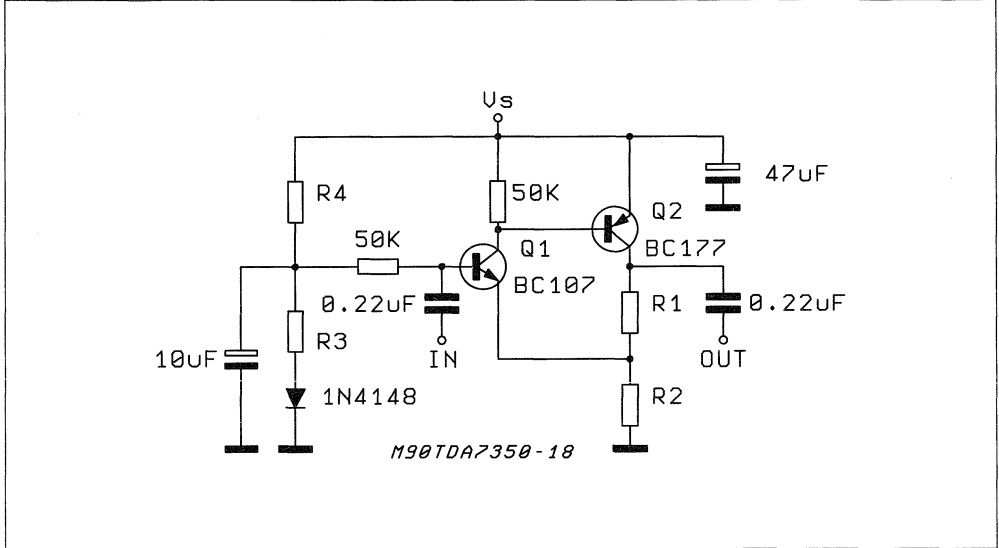 Vs
R4
50K
47uF
Q2
50K
Q1
BC177
BC107
0.22uF
R1
0.22uF
R3
10uF
IN
OUT
1N4148
R2
M90TDA7350-18